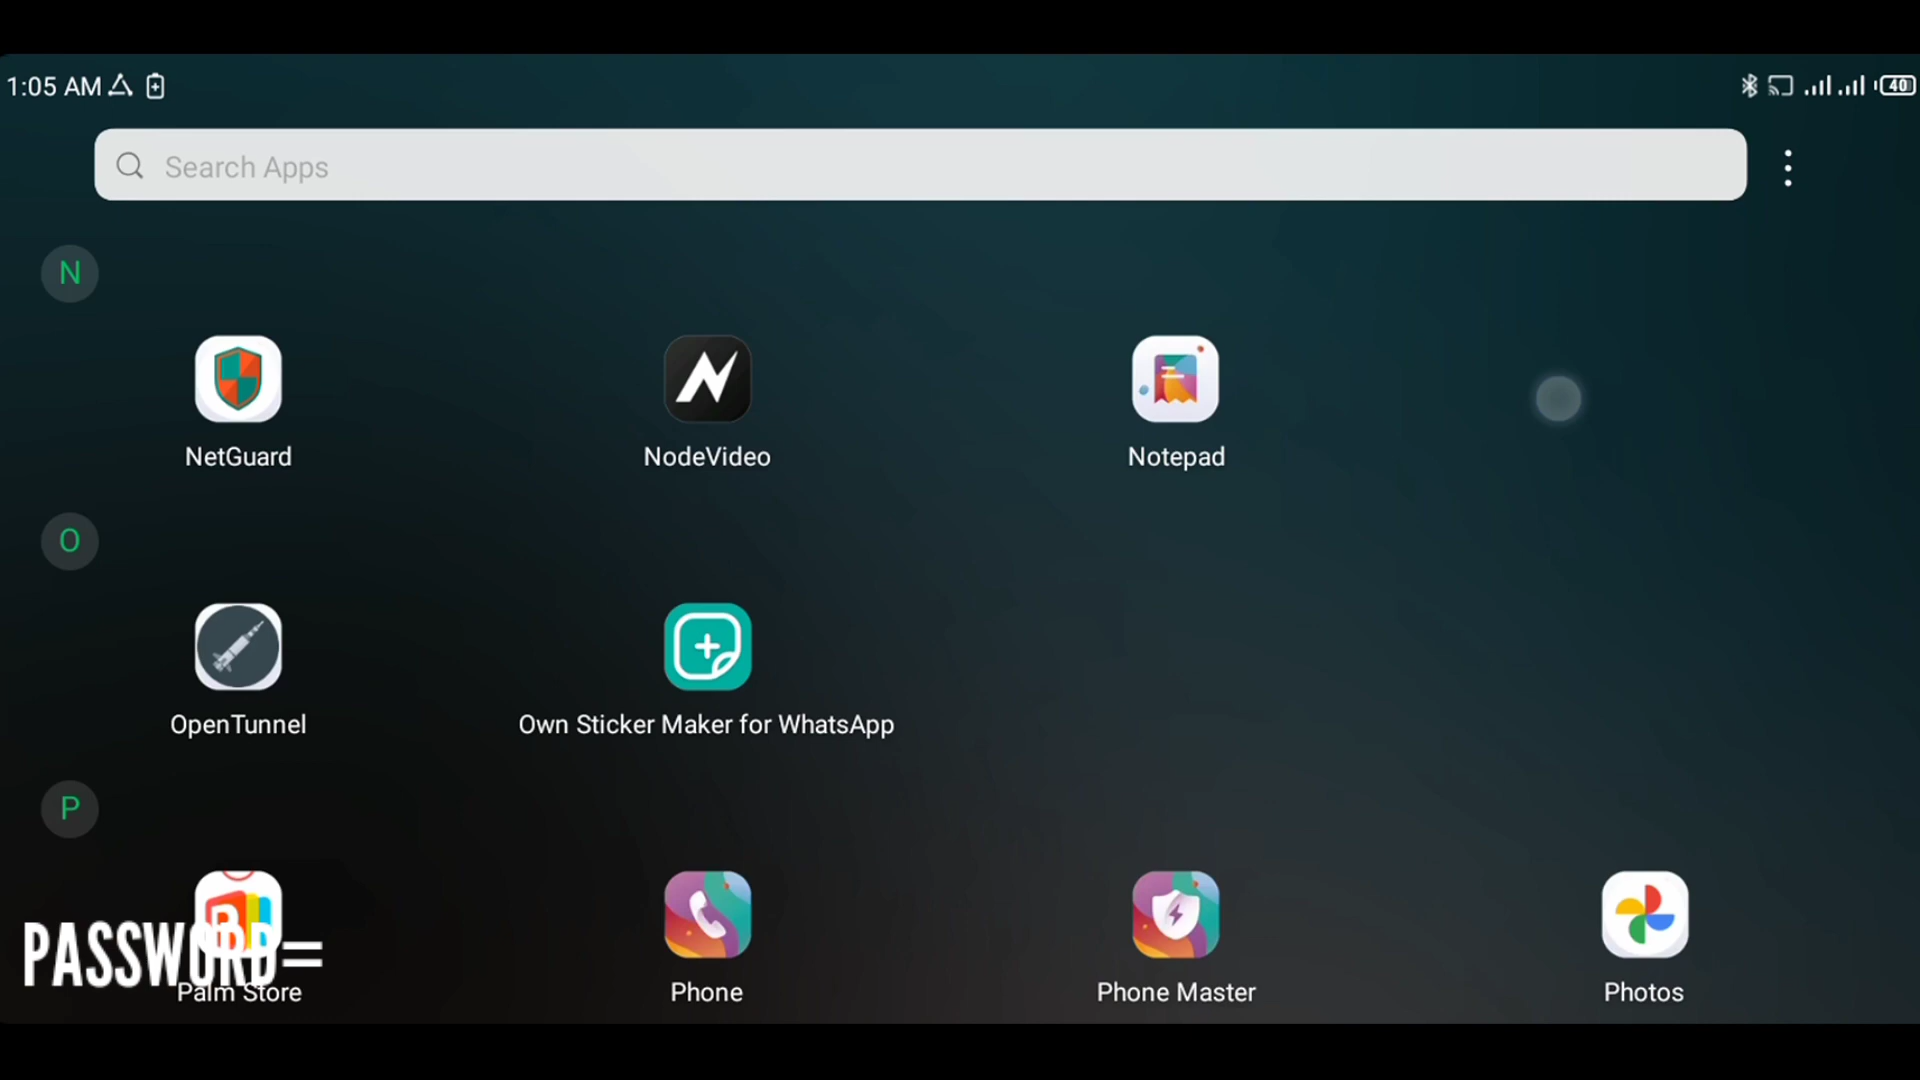 1:05 AM
40
Search Apps
N
NetGuard
NodeVideo
Notepad
O
OpenTunnel
Own Sticker Maker for WhatsApp
P
PASSWORD=
Palm Store
Phone
Phone Master
Photos